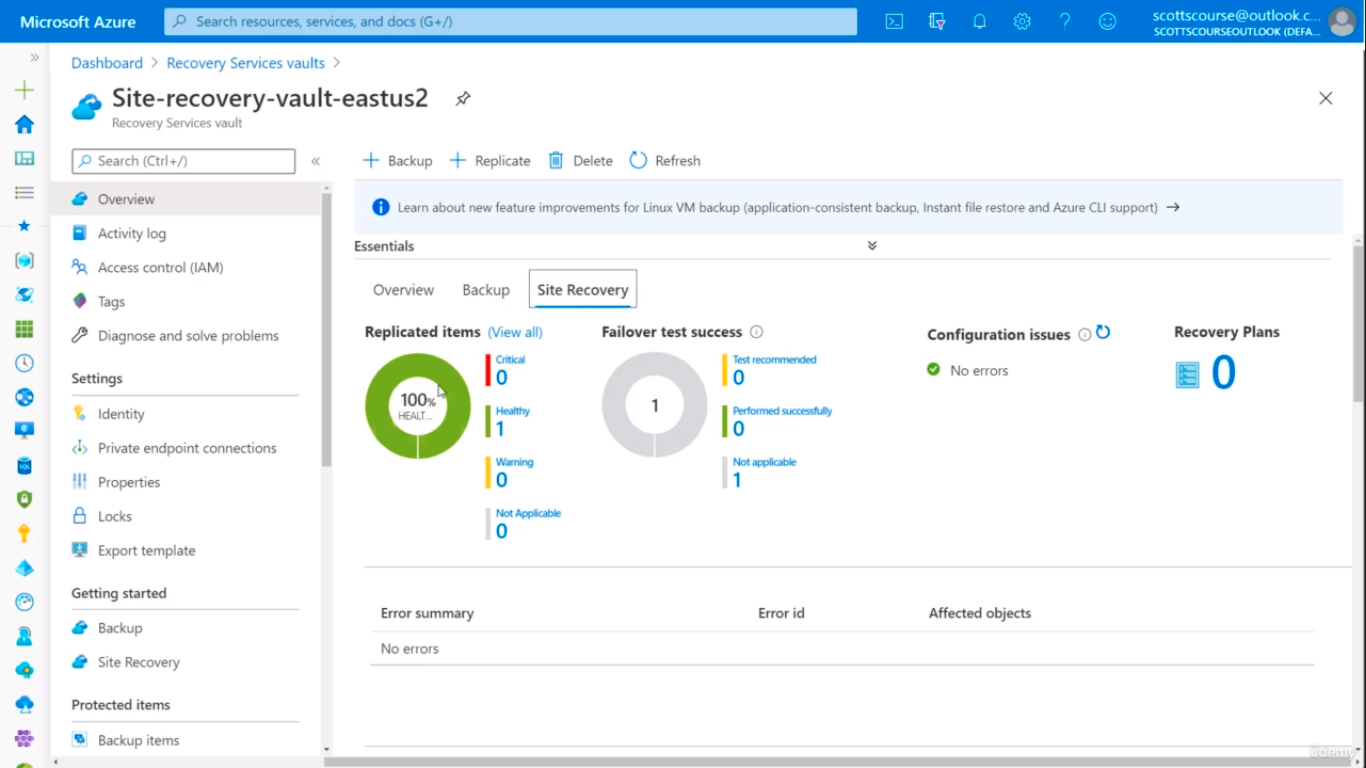 Microsoft Azure
Search resources, services, and docs (G+/)
scottscourse@outlook.c...
SCOTTSCOURSEOUTLOOK (DEFA...
Dashboard > Recovery Services vaults >
Site-recovery-vault-eastus2
Recovery Services vault
Search (Ctrl+/)
Overview
Activity log
Access control (IAM)
Tags
Diagnose and solve problems
Settings
Identity
Private endpoint connections
Properties
Locks
Export template
Getting started
Backup
Site Recovery
Protected items
Backup items
Backup
Replicate
Delete
Refresh
Learn about new feature improvements for Linux VM backup (application-consistent backup, Instant file restore and Azure CLI support) →
Essentials
Overview
Backup
Site Recovery
Replicated items (View all)
100%
HEALT...
Critical
0
Healthy
1
Warning
0
Not Applicable
0
Failover test success
1
Test recommended
0
Performed successfully
0
Not applicable
1
Configuration issues
No errors
Recovery Plans
0
Error summary
Error id
Affected objects
No errors
ûdemy